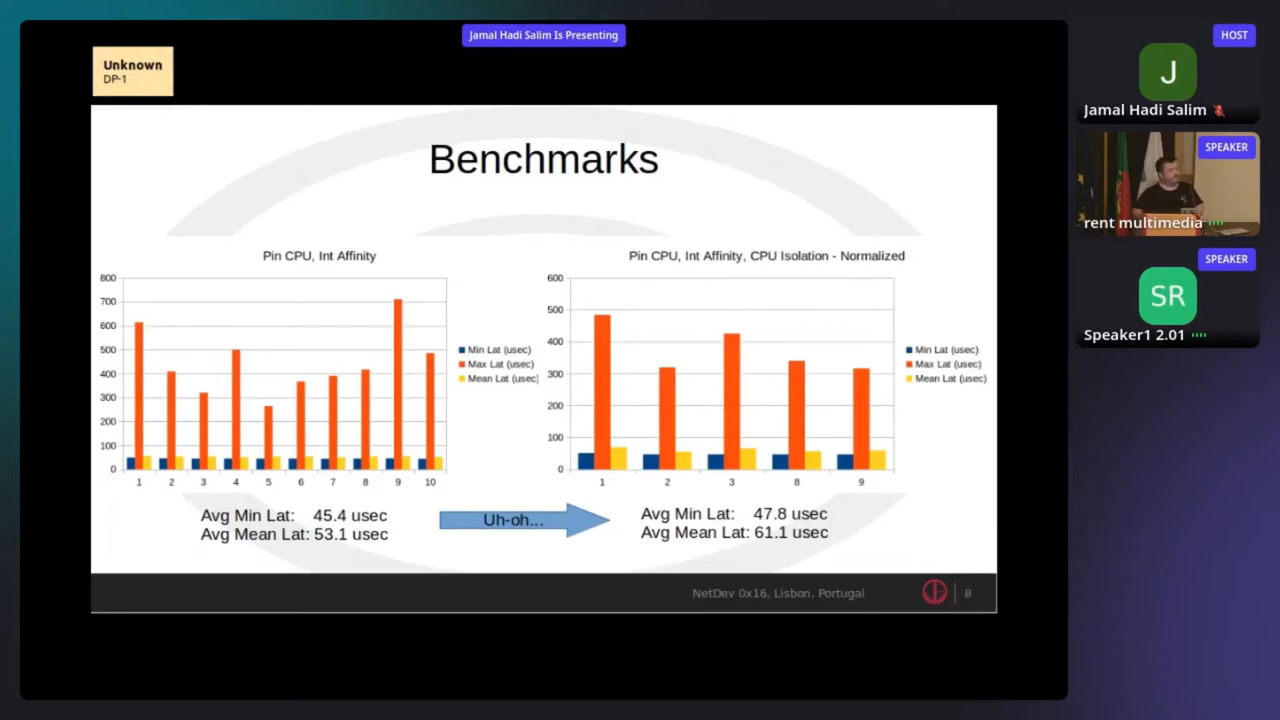 Jamal Hadi Salim Is Presenting
Unknown
DP-1
Benchmarks
Pin CPU, Int Affinity
800
700
600
500
400
300
200
100
0
1 2 3 4 5 6 7 8 9 10
Min Lat (usec)
Max Lat (usec)
Mean Lat (usec)
Avg Min Lat: 45.4 usec
Avg Mean Lat: 53.1 usec
Uh-oh...
Pin CPU, Int Affinity, CPU Isolation - Normalized
600
500
400
300
200
100
0
1 2 3 8 9
Min Lat (usec)
Max Lat (usec)
Mean Lat (usec)
Avg Min Lat: 47.8 usec
Avg Mean Lat: 61.1 usec
NetDev 0x16, Lisbon, Portugal
8
HOST
J
Jamal Hadi Salim
SPEAKER
rent multimedia
SPEAKER
SR
Speaker1 2.01